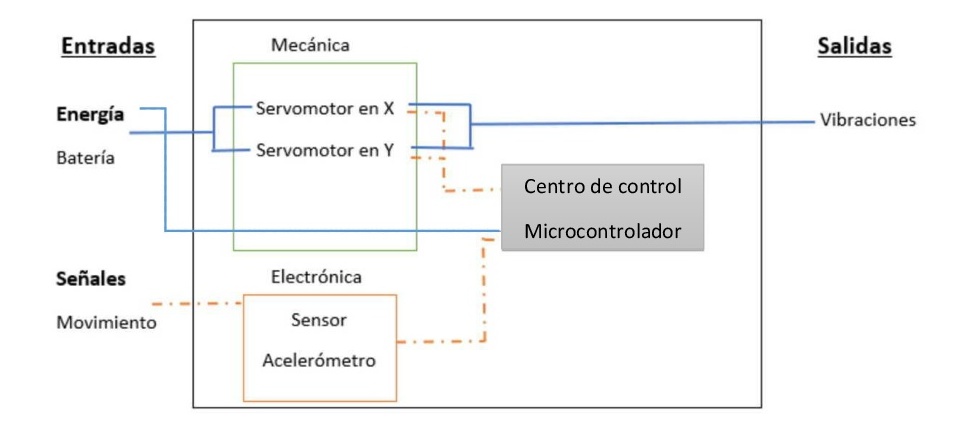 Entradas
Mecánica
Salidas
Energía
Batería
Servomotor en X
Servomotor en Y
Vibraciones
Centro de control
Microcontrolador
Señales
Movimiento
Electrónica
Sensor
Acelerómetro